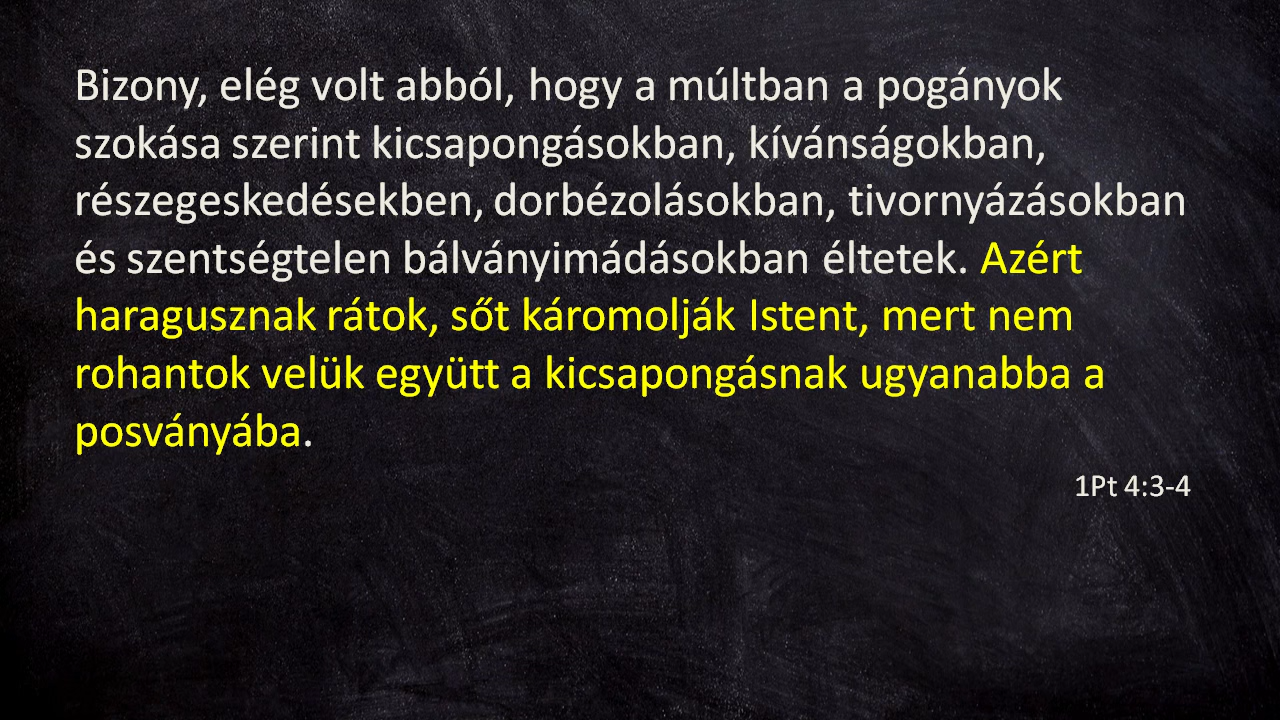 Bizony, elég volt abból, hogy a múltban a pogányok
szokása szerint kicsapongásokban, kívánságokban,
részegeskedésekben, dorbézolásokban, tivornyázásokban
és szentségtelen bálványimádásokban éltetek. Azért
haragusznak rátok, sőt káromolják Istent, mert nem
rohantok velük együtt a kicsapongásnak ugyanabba a
posványába.
1Pt 4:3-4